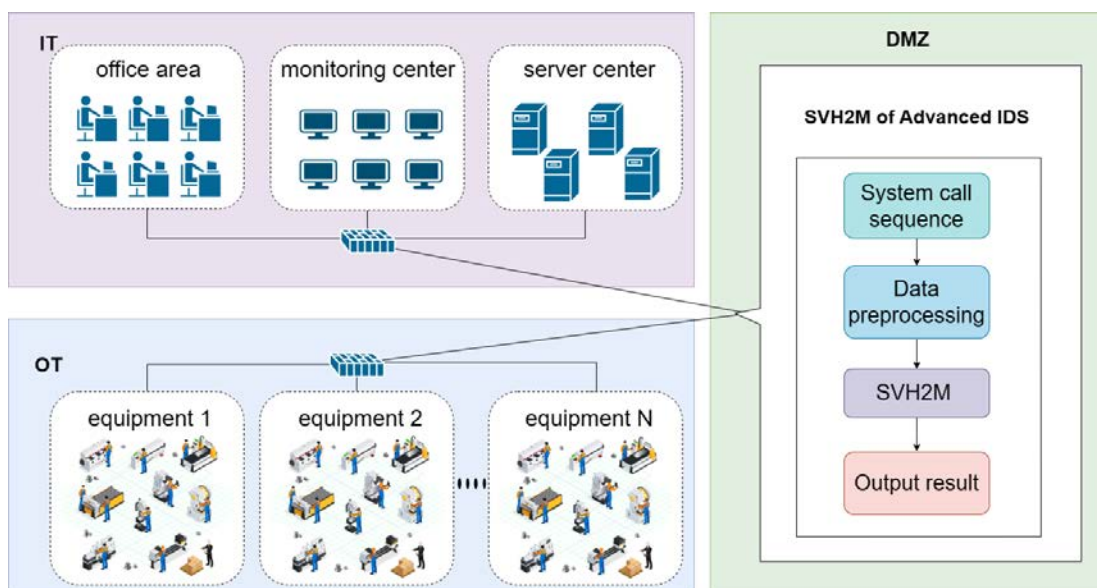 IT
office area
monitoring center
server center
OT
equipment 1
equipment 2
equipment N
DMZ
SVH2M of Advanced IDS
System call
sequence
Data
preprocessing
SVH2M
Output result